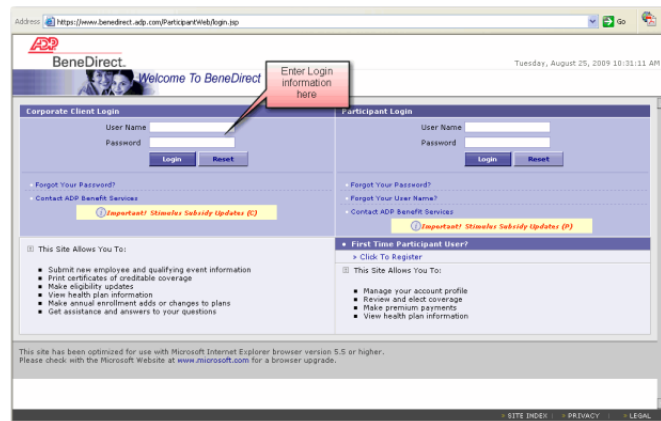 Address https://www.benedirect.adp.com/ParticipantWeb/login.jsp Go
ADP
BeneDirect.
Tuesday, August 25, 2009 10:31:11 AM
Welcome To BeneDirect
Enter Login
information
here
Corporate Client Login
User Name
Password
Login Reset
Forgot Your Password?
Contact ADP Benefit Services
Important! Stimulus Subsidy Updates (C)
This Site Allows You To:
Submit new employee and qualifying event information
Print certificates of creditable coverage
Make eligibility updates
View health plan information
Make annual enrollment adds or changes to plans
Get assistance and answers to your questions
Participant Login
User Name
Password
Login Reset
Forgot Your Password?
Forgot Your User Name?
Contact ADP Benefit Services
Important! Stimulus Subsidy Updates (P)
First Time Participant User?
> Click To Register
This Site Allows You To:
Manage your account profile
Review and elect coverage
Make premium payments
View health plan information
This site has been optimized for use with Microsoft Internet Explorer browser version 5.5 or higher.
Please check with the Microsoft Website at www.microsoft.com for a browser upgrade.
SITE INDEX | PRIVACY | LEGAL